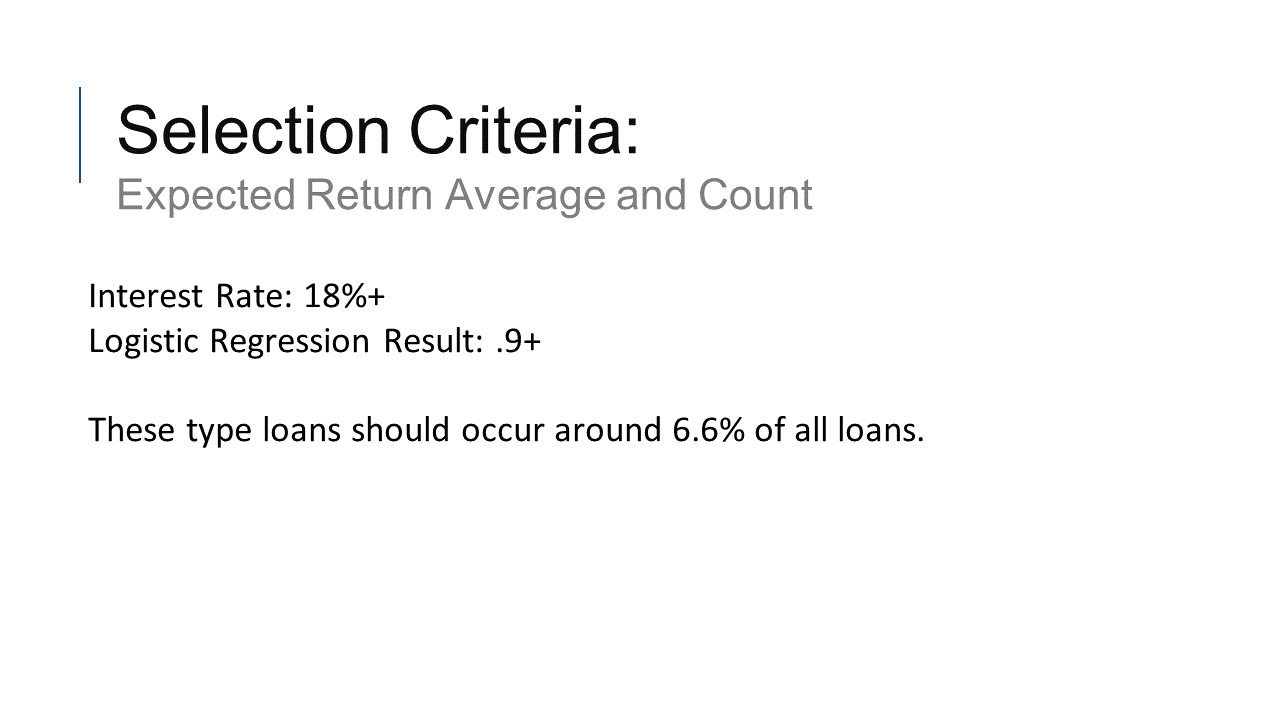 Selection Criteria:
Expected Return Average and Count
Interest Rate: 18%+
Logistic Regression Result: .9+
These type loans should occur around 6.6% of all loans.